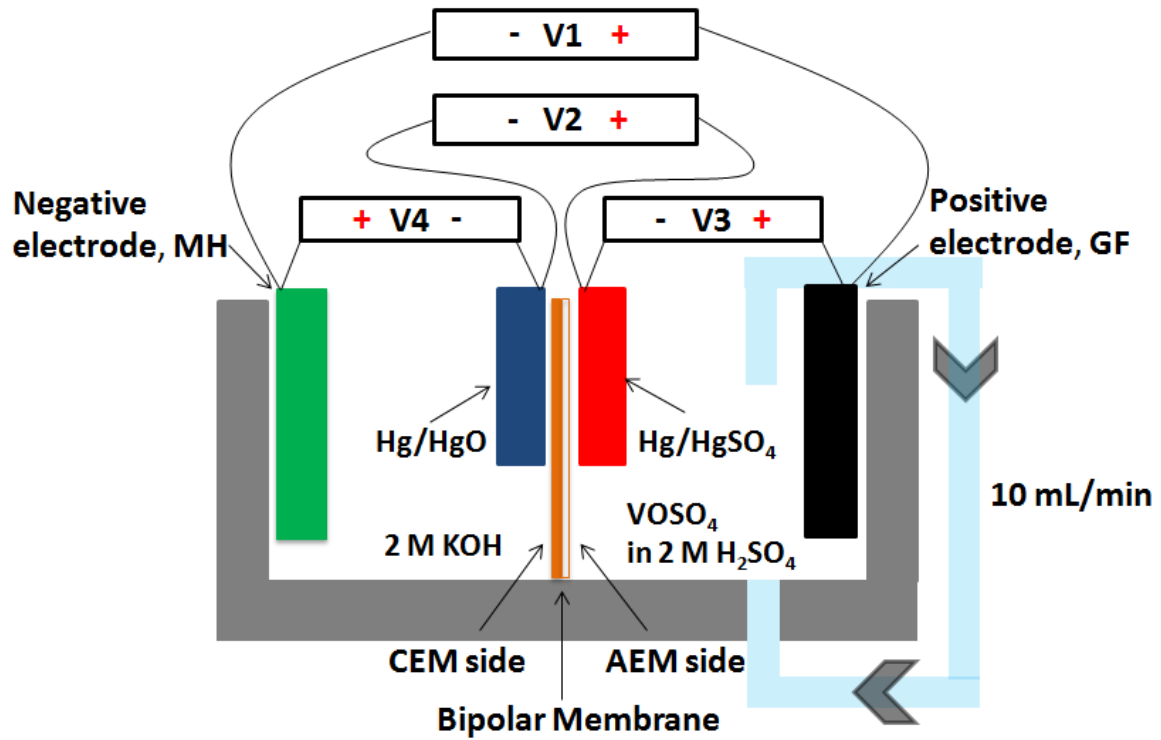 - V1 +
- V2 +
Negative
electrode, MH
+ V4 -
- V3 +
Positive
electrode, GF
Hg/HgO
Hg/HgSO₄
10 mL/min
2 M KOH
VOSO₄
in 2 M H₂SO₄
CEM side
AEM side
Bipolar Membrane